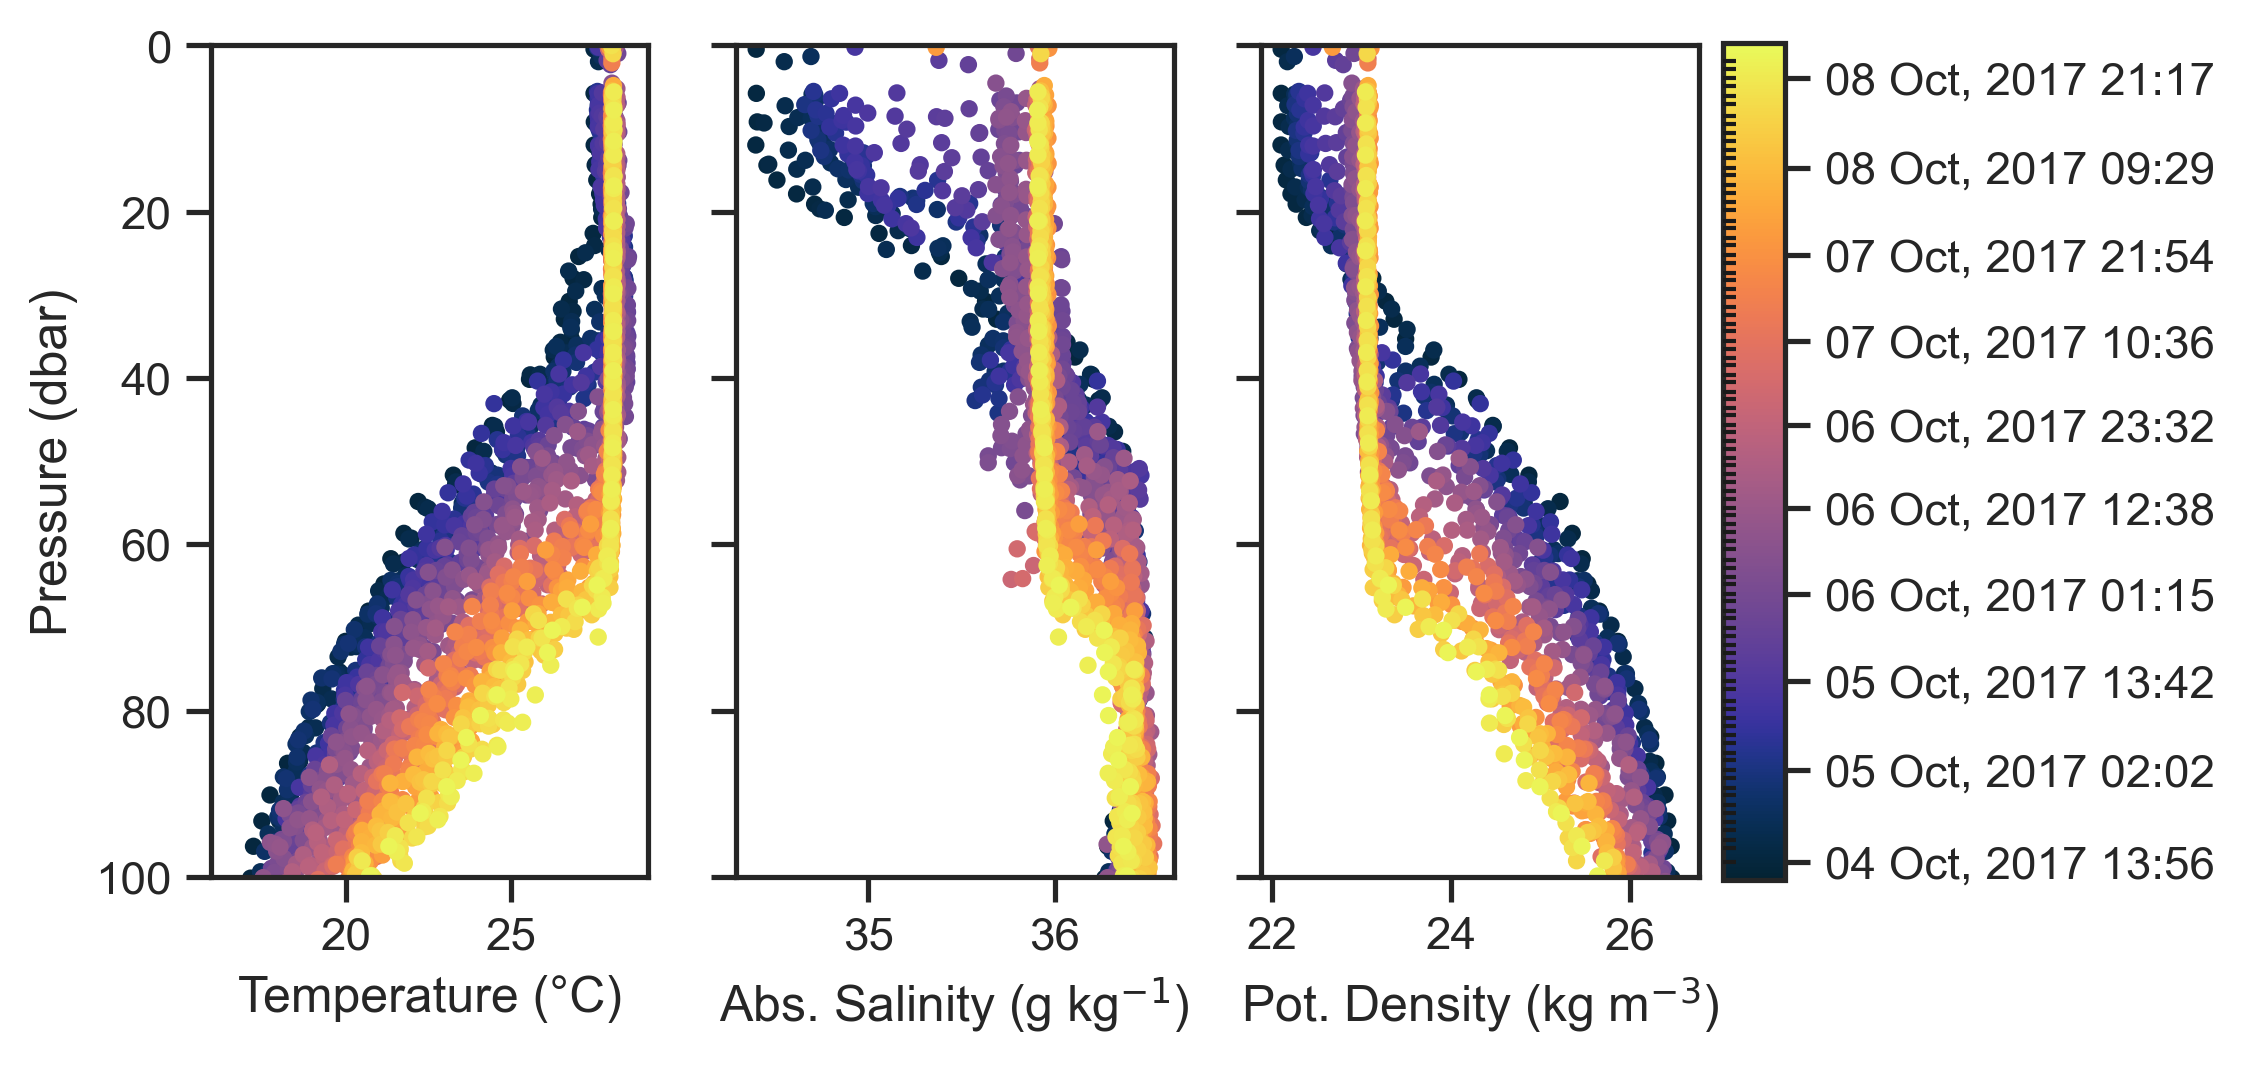 0
20
40
60
80
100
Pressure (dbar)
20 25
Temperature (°C)
35 36
Abs. Salinity (g kg⁻¹)
22 24 26
Pot. Density (kg m⁻³)
08 Oct, 2017 21:17
08 Oct, 2017 09:29
07 Oct, 2017 21:54
07 Oct, 2017 10:36
06 Oct, 2017 23:32
06 Oct, 2017 12:38
06 Oct, 2017 01:15
05 Oct, 2017 13:42
05 Oct, 2017 02:02
04 Oct, 2017 13:56